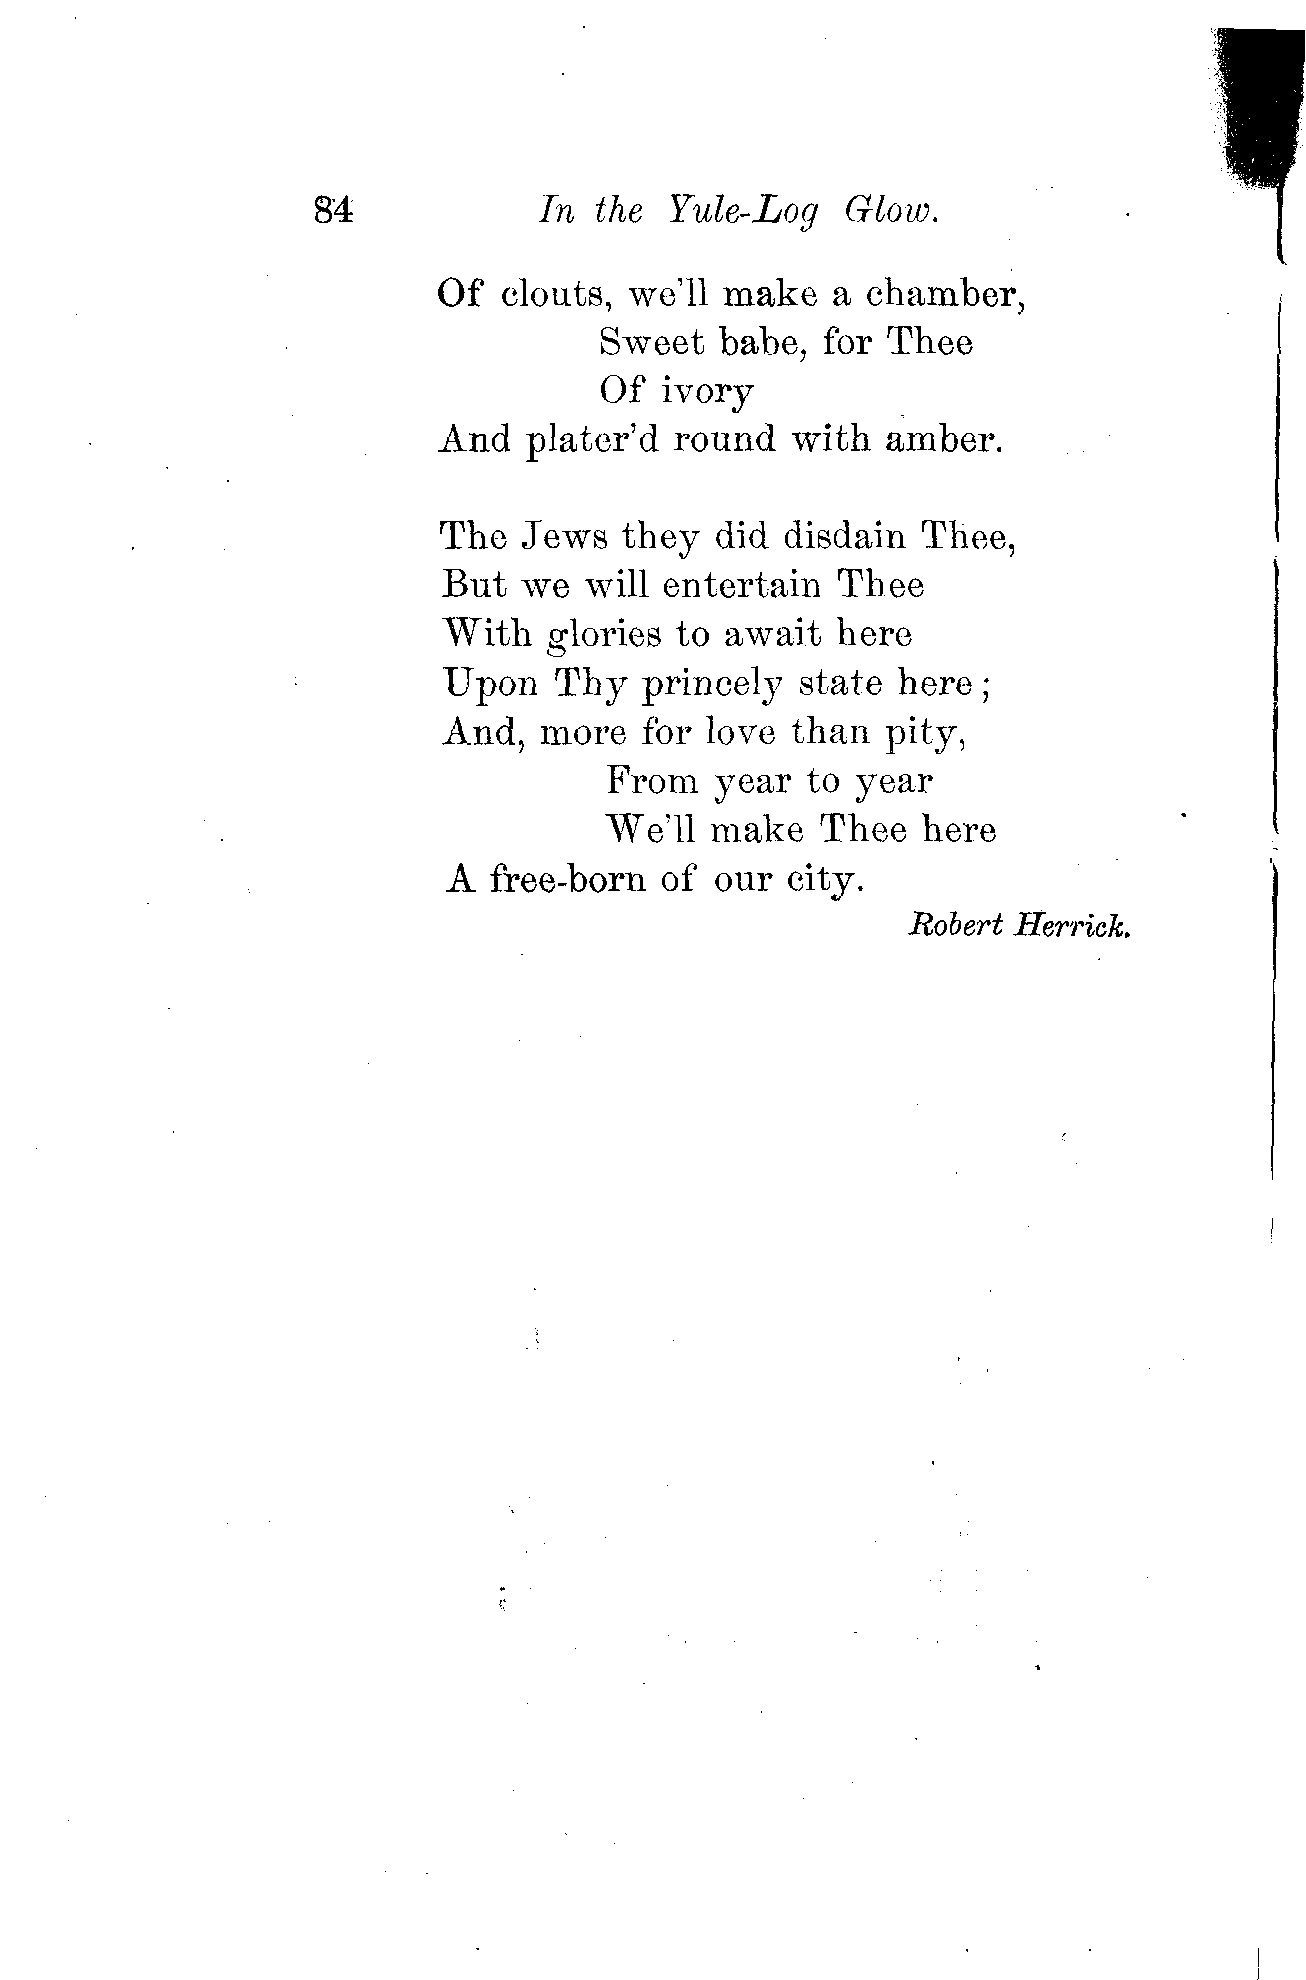 84 In the Yule-Log Glow.
Of clouts, we'll make a chamber,
Sweet babe, for Thee
Of ivory
And plater'd round with amber.
The Jews they did disdain Thee,
But we will entertain Thee
With glories to await here
Upon Thy princely state here;
And, more for love than pity,
From year to year
We'll make Thee here
A free-born of our city.
Robert Herrick.